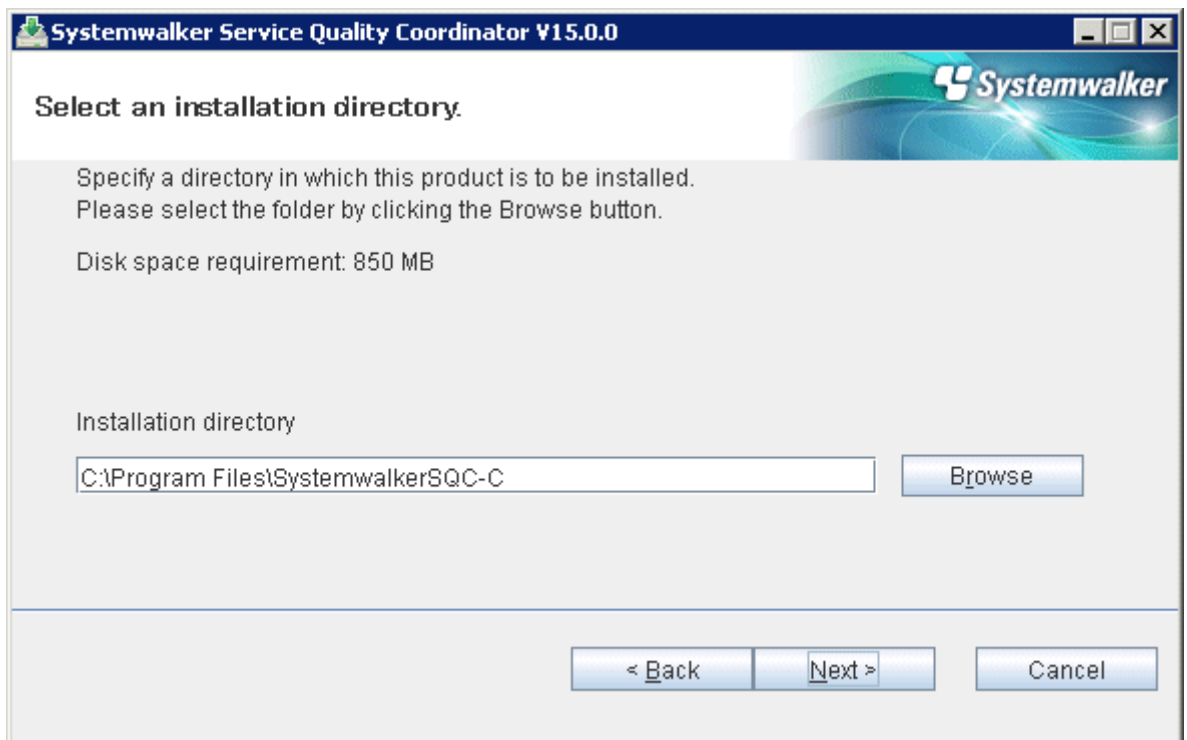 Systemwalker Service Quality Coordinator V15.0.0
Systemwalker
Select an installation directory.
Specify a directory in which this product is to be installed.
Please select the folder by clicking the Browse button.
Disk space requirement: 850 MB
Installation directory
C:\Program Files\SystemwalkerSQC-C
Browse
< Back
Next >
Cancel